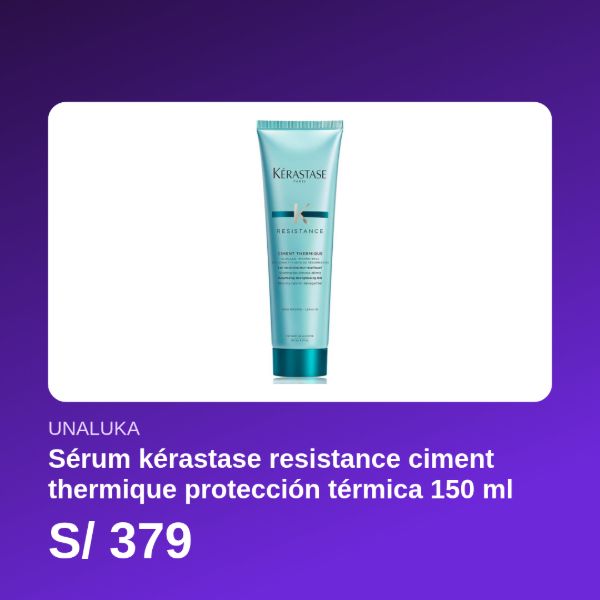 KÉRASTASE
PARIS
K
RESISTANCE
CIMENT THERMIQUE
UNALUKA
Sérum kérastase resistance ciment
thermique protección térmica 150 ml
S/ 379